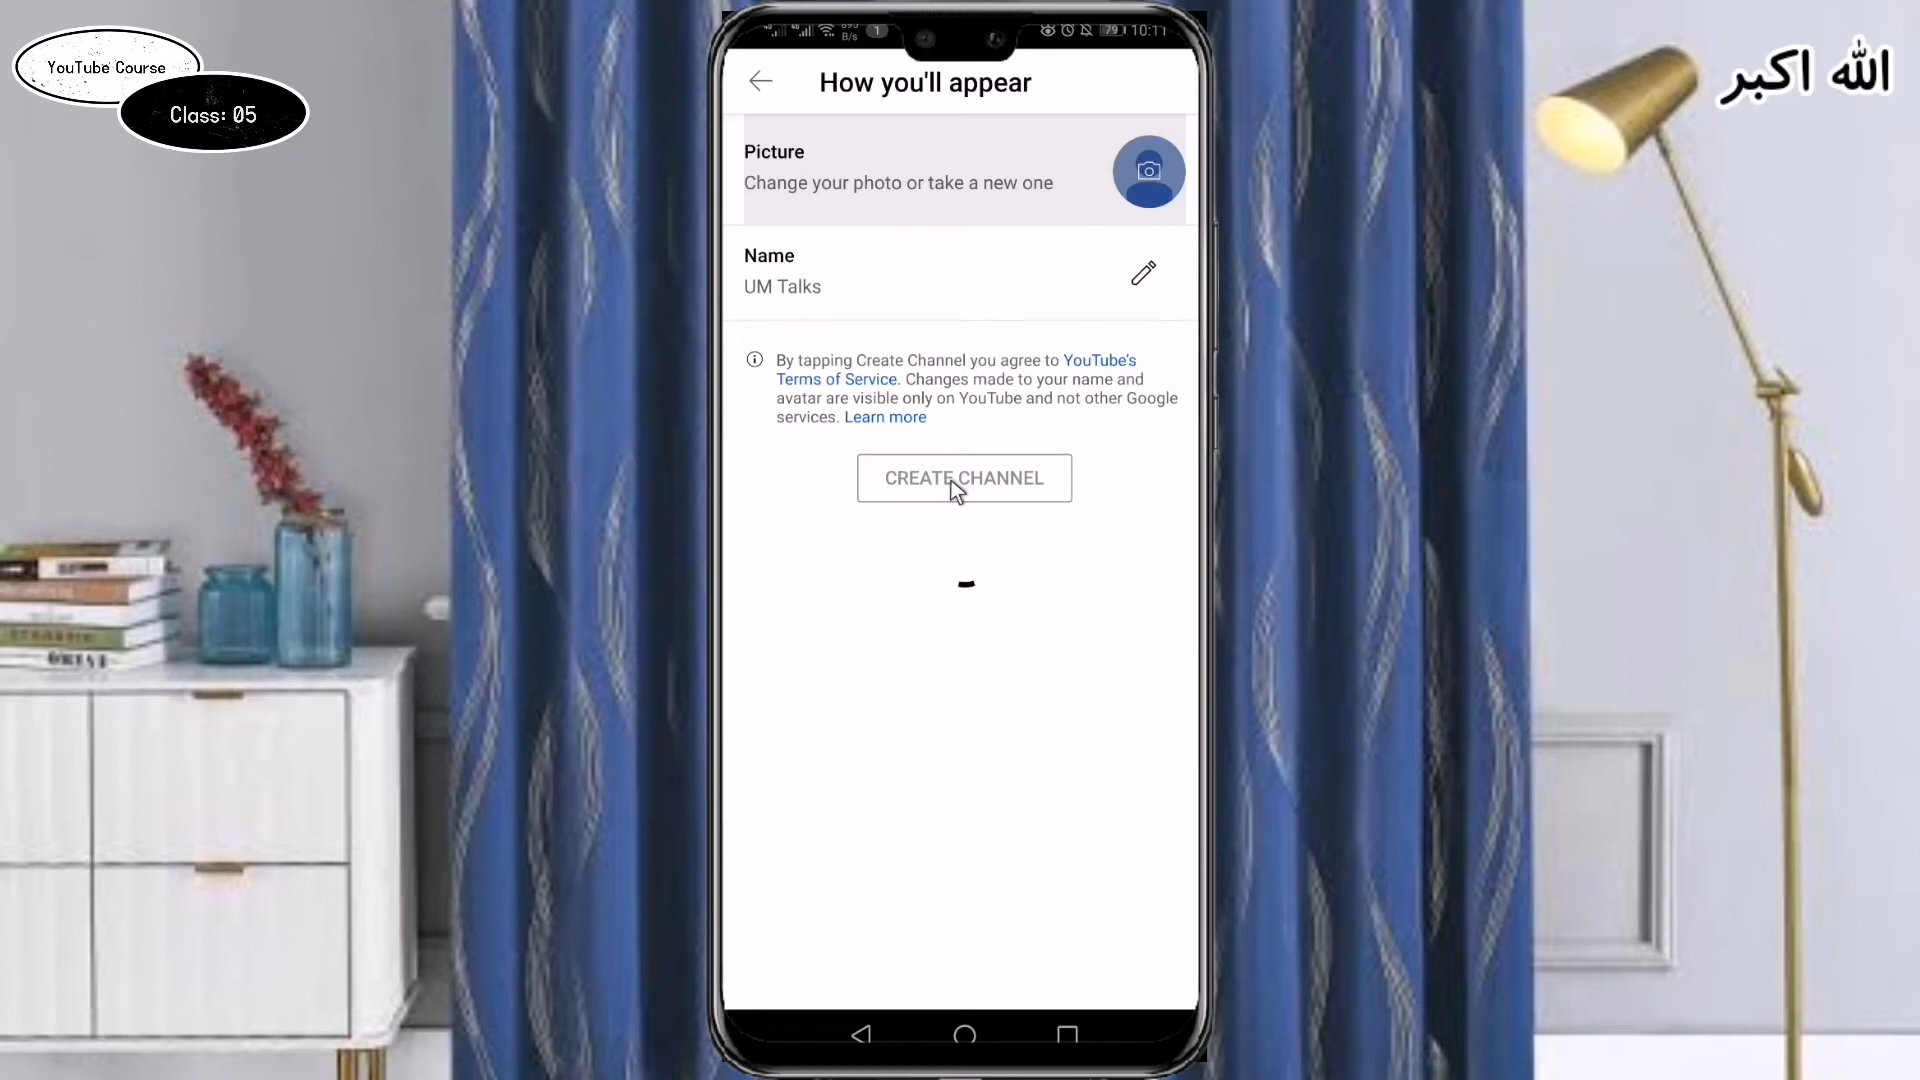 YouTube Course
Class: 05
الله اكبر
B/s
1
79
10:11
How you'll appear
Picture
Change your photo or take a new one
Name
UM Talks
By tapping Create Channel you agree to YouTube's
Terms of Service. Changes made to your name and
avatar are visible only on YouTube and not other Google
services. Learn more
CREATE CHANNEL